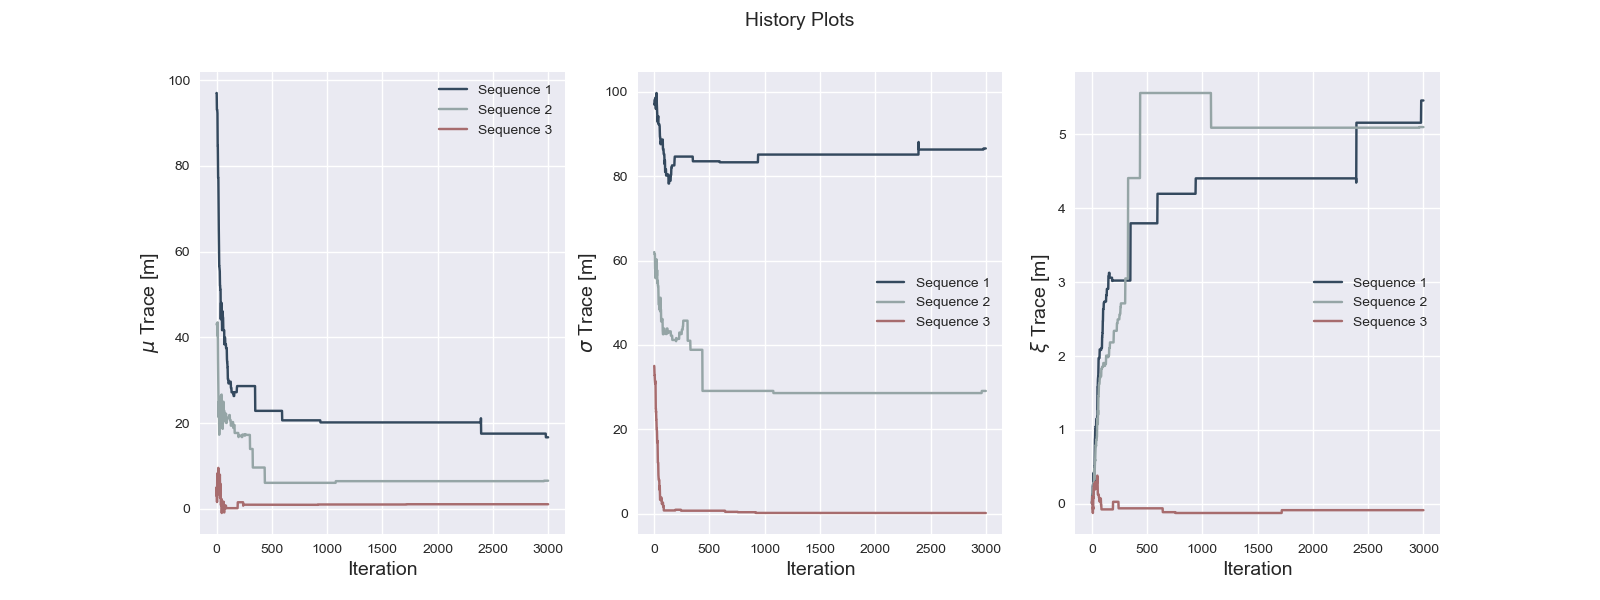 History Plots
μ Trace [m]
100
80
60
40
20
0
Sequence 1
Sequence 2
Sequence 3
0 500 1000 1500 2000 2500 3000
Iteration
σ Trace [m]
100
80
60
40
20
0
Sequence 1
Sequence 2
Sequence 3
0 500 1000 1500 2000 2500 3000
Iteration
ξ Trace [m]
5
4
3
2
1
0
Sequence 1
Sequence 2
Sequence 3
0 500 1000 1500 2000 2500 3000
Iteration